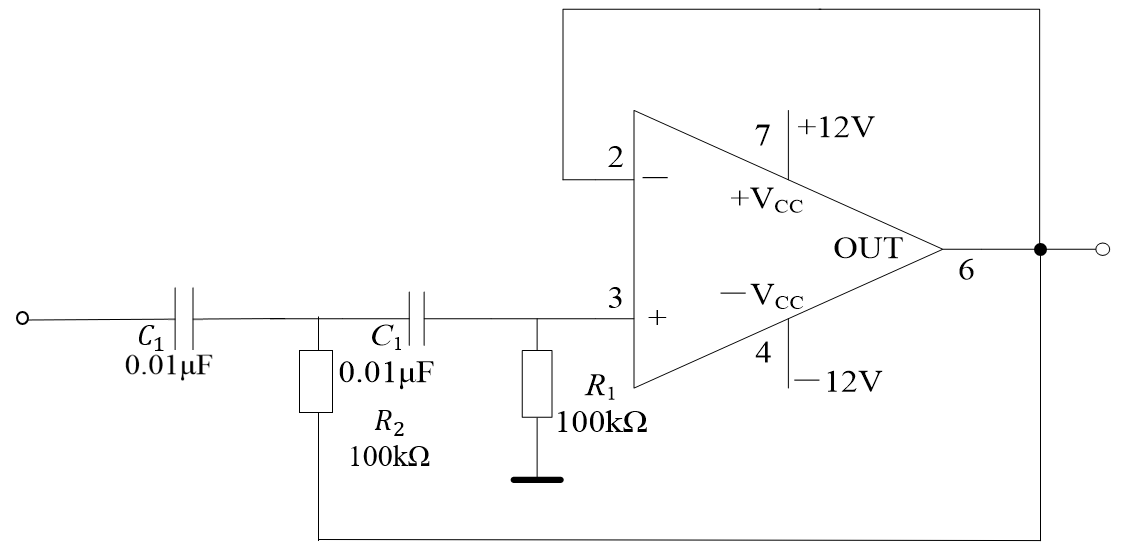 7
+12V
2
—
+VCC
OUT
6
3
+
—VCC
4
—12V
C1
0.01μF
C1
0.01μF
R2
100kΩ
R1
100kΩ